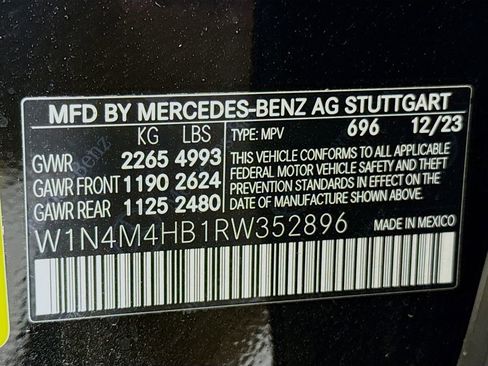 MFD BY MERCEDES-BENZ AG STUTTGART
KG LBS TYPE: MPV 696 12/23
GVWR 2265 4993 THIS VEHICLE CONFORMS TO ALL APPLICABLE
GAWR FRONT 1190 2624 FEDERAL MOTOR VEHICLE SAFETY AND THEFT
GAWR REAR 1125 2480 PREVENTION STANDARDS IN EFFECT ON THE
DATE OF MANUFACTURE SHOWN ABOVE.
W1N4M4HB1RW352896 MADE IN MEXICO